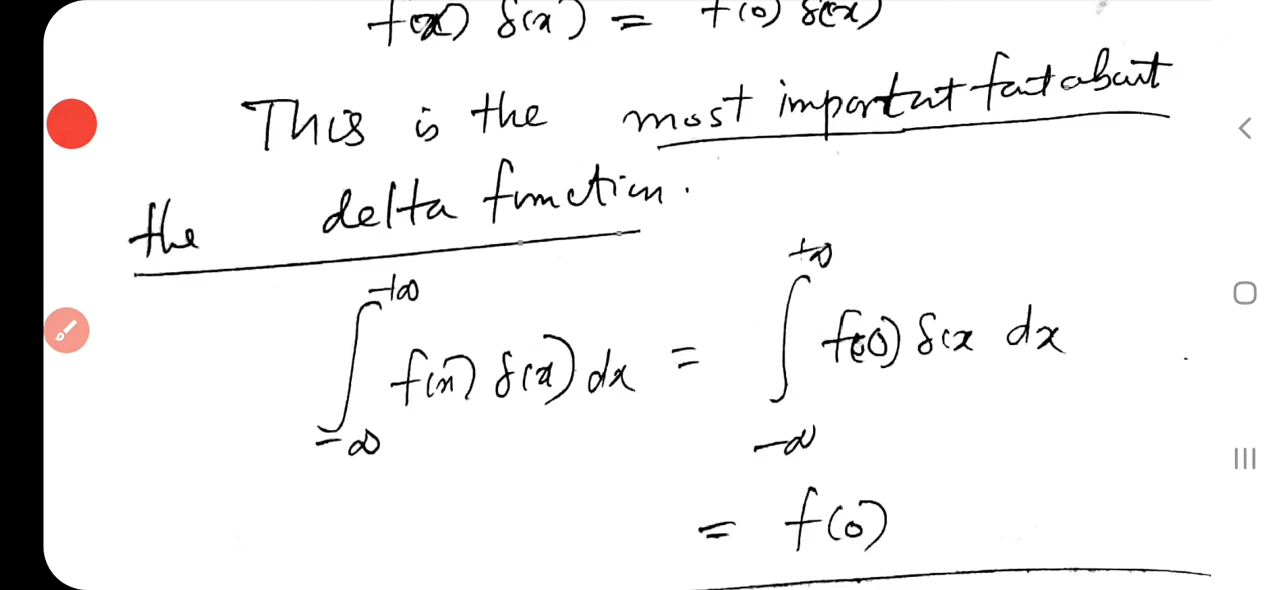 f(x) δ(x) = f(0) δ(x)
This is the most important fact about
the delta function.
∫_{-∞}^{+∞} f(x) δ(x) dx = ∫_{-∞}^{+∞} f(0) δ(x dx
= f(0)